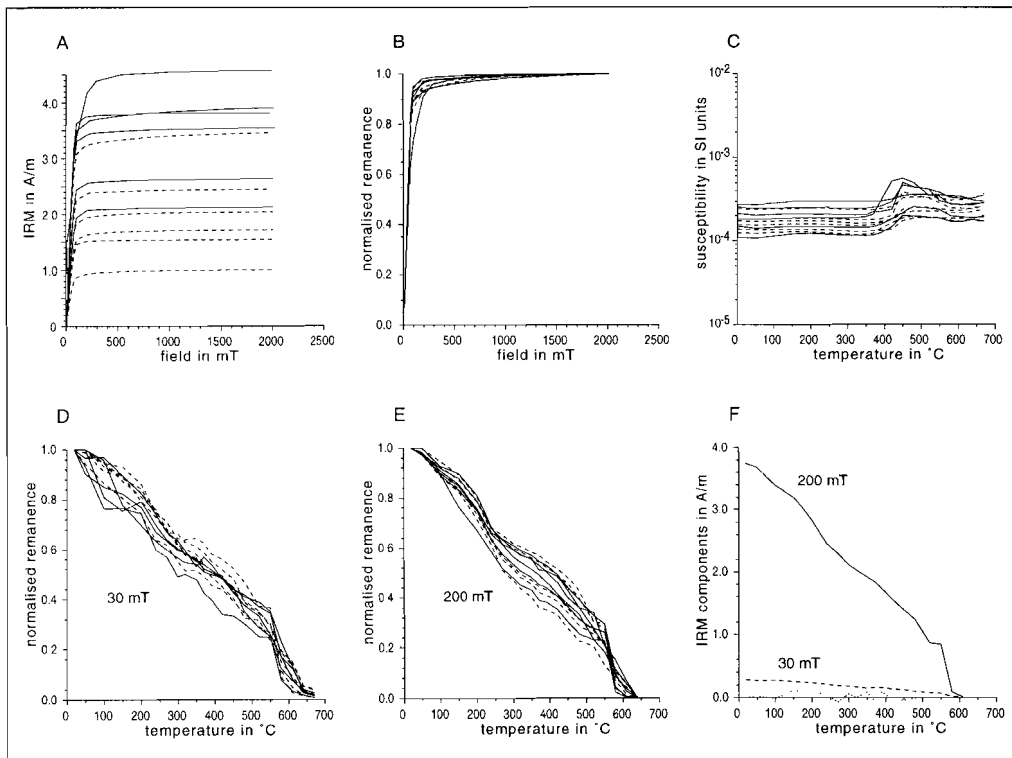 A
IRM in A/m
4.0
3.0
2.0
1.0
0
0 500 1000 1500 2000 2500
field in mT
B
normalised remanence
1.0
0.8
0.6
0.4
0.2
0.0
0 500 1000 1500 2000 2500
field in mT
C
susceptibility in SI units
10-2
10-3
10-4
10-5
0 100 200 300 400 500 600 700
temperature in °C
D
normalised remanence
1.0
0.8
0.6
0.4
0.2
0.0
30 mT
0 100 200 300 400 500 600 700
temperature in °C
E
normalised remanence
1.0
0.8
0.6
0.4
0.2
0.0
200 mT
0 100 200 300 400 500 600 700
temperature in °C
F
IRM components in A/m
4.0
3.0
2.0
1.0
0.0
200 mT
30 mT
0 100 200 300 400 500 600 700
temperature in °C